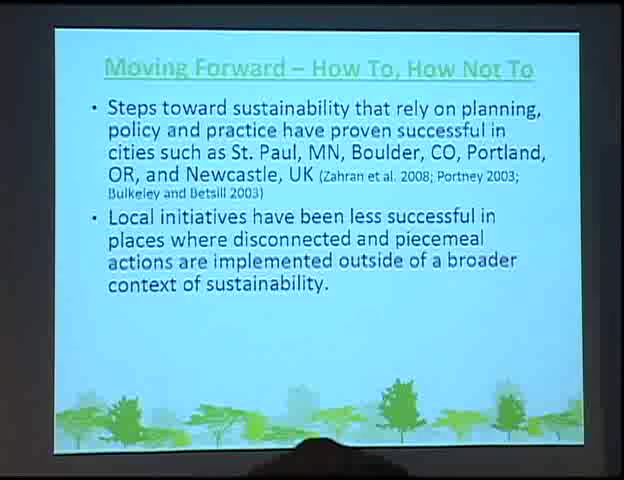 Moving Forward – How To, How Not To
• Steps toward sustainability that rely on planning,
policy and practice have proven successful in
cities such as St. Paul, MN, Boulder, CO, Portland,
OR, and Newcastle, UK (Zahran et al. 2008; Portney 2003;
Bulkeley and Betsill 2003)
• Local initiatives have been less successful in
places where disconnected and piecemeal
actions are implemented outside of a broader
context of sustainability.